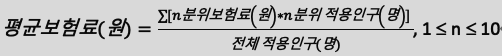 평균보험료(원) = ∑[n분위보험료(원)*n분위 적용인구(명)] / 전체 적용인구(명), 1 ≤ n ≤ 10